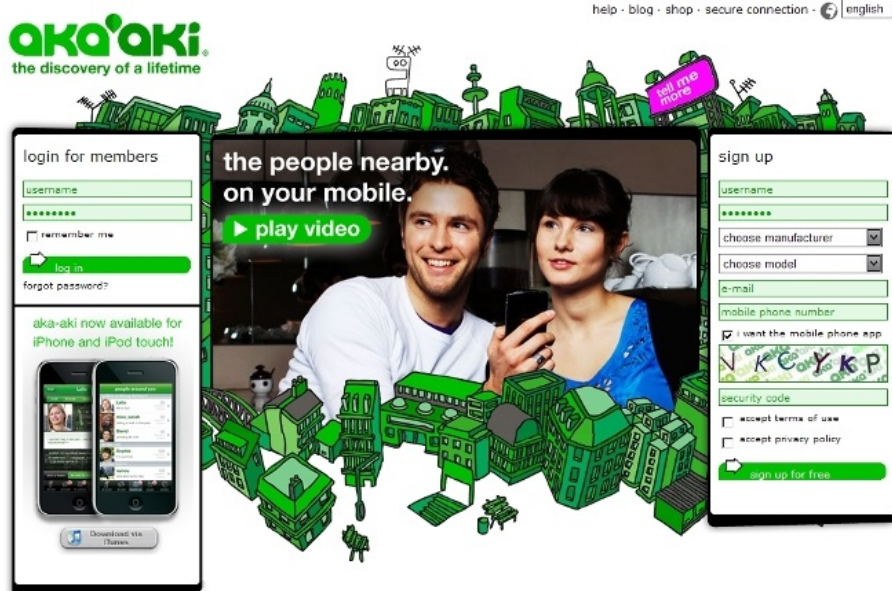 help · blog · shop · secure connection ·
english
aka'aki
the discovery of a lifetime
tell me
more
login for members
username
remember me
log in
forgot password?
aka-aki now available for
iPhone and iPod touch!
people around you
Download via
iTunes
the people nearby.
on your mobile.
play video
sign up
username
choose manufacturer
choose model
e-mail
mobile phone number
i want the mobile phone app
V K C Y K P
security code
accept terms of use
accept privacy policy
sign up for free